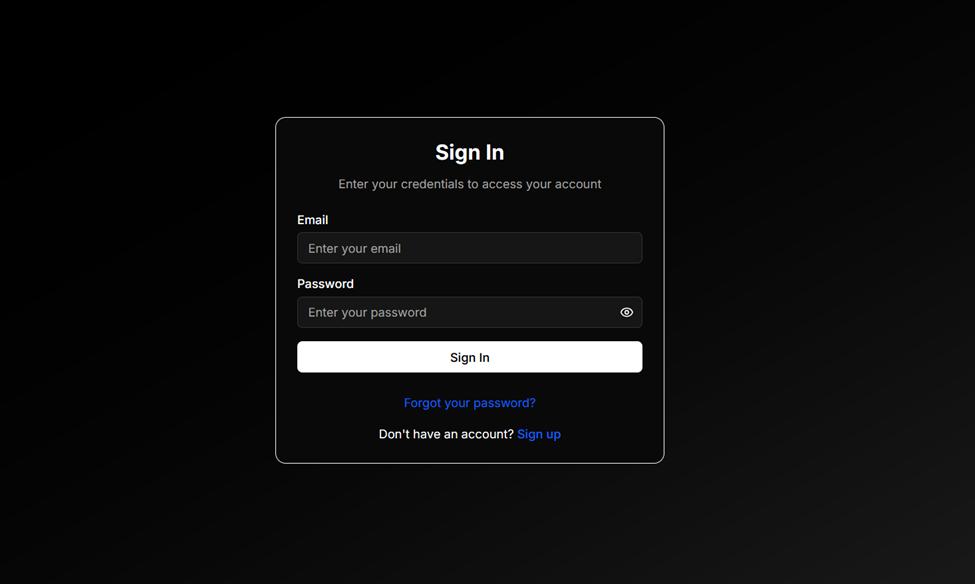 Sign In
Enter your credentials to access your account
Email
Enter your email
Password
Enter your password
Sign In
Forgot your password?
Don't have an account? Sign up